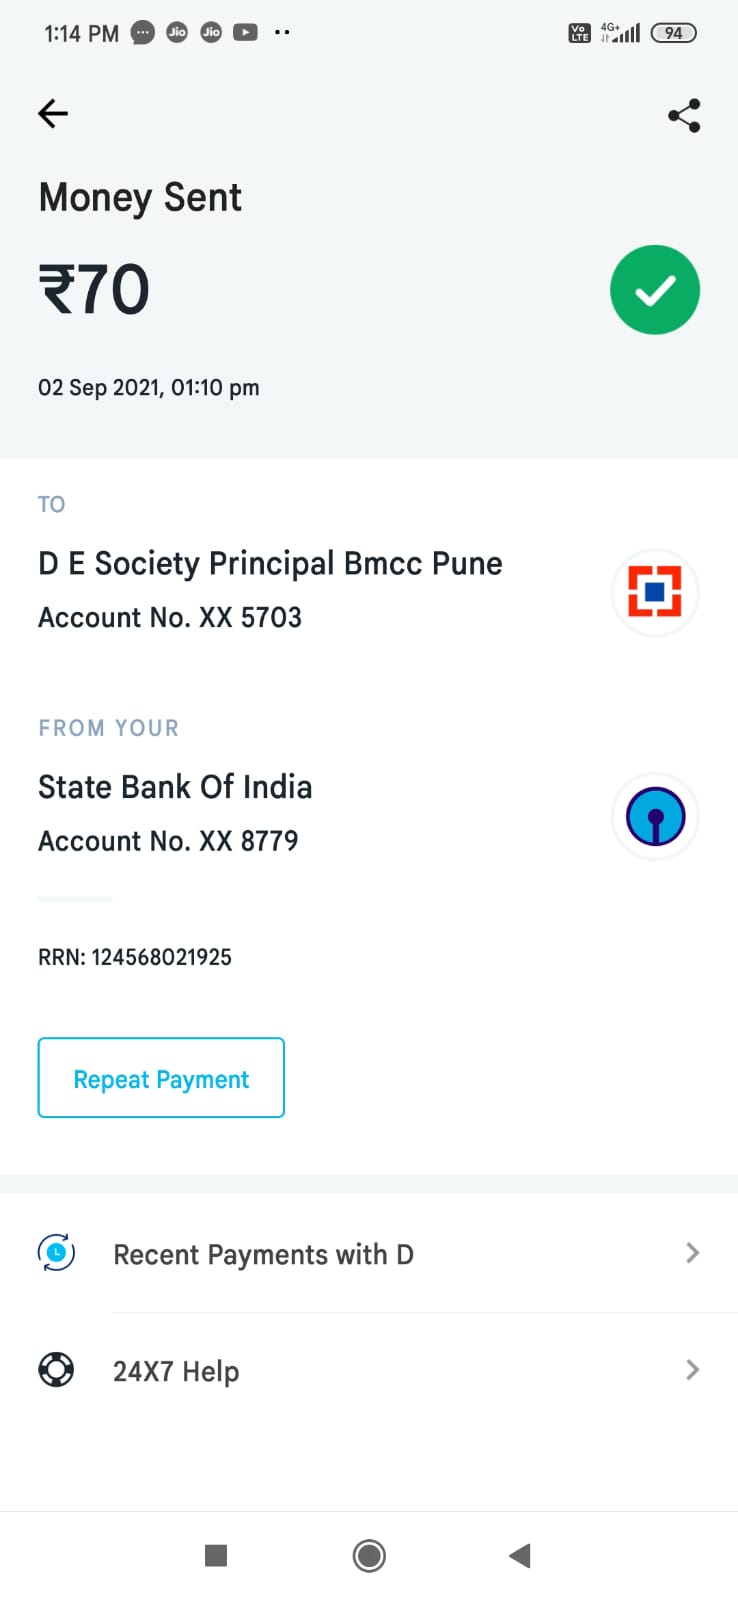 1:14 PM Jio Jio
Vo LTE 4G+ 94
Money Sent
₹70
02 Sep 2021, 01:10 pm
TO
D E Society Principal Bmcc Pune
Account No. XX 5703
FROM YOUR
State Bank Of India
Account No. XX 8779
RRN: 124568021925
Repeat Payment
Recent Payments with D
24X7 Help